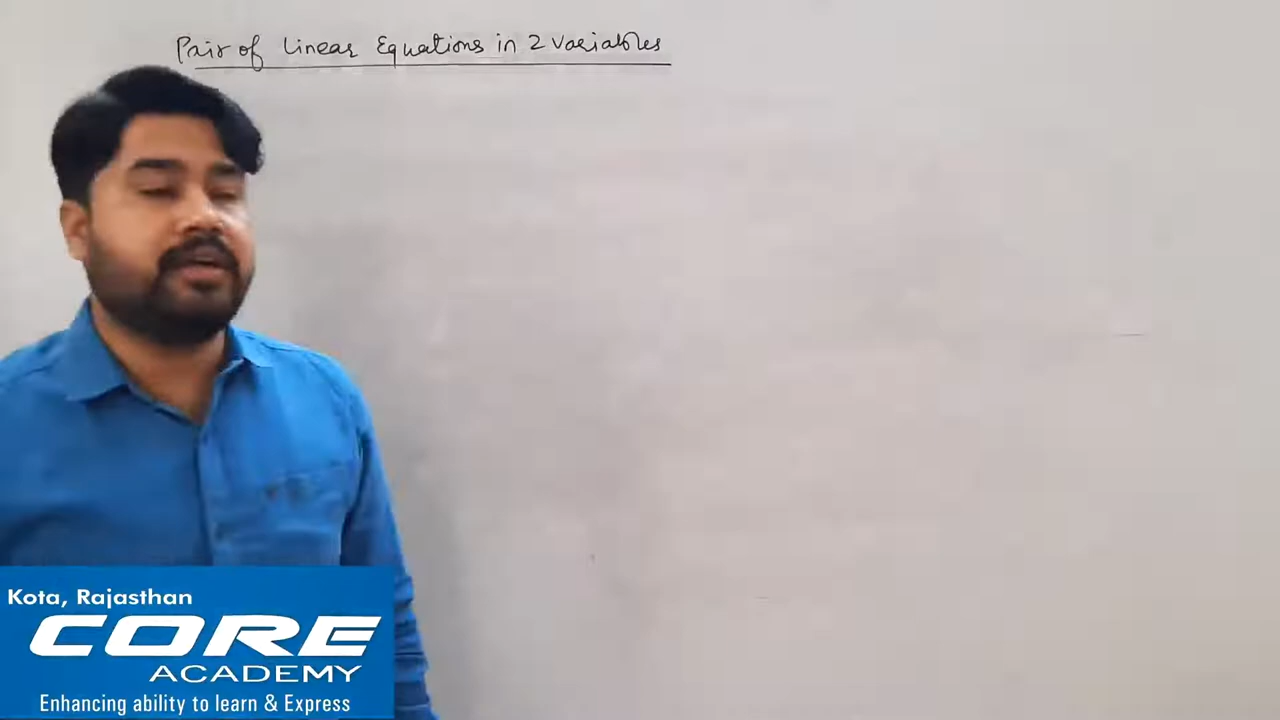 Pair of Linear Equations in 2 variables
Kota, Rajasthan
CORE
ACADEMY
Enhancing ability to learn & Express